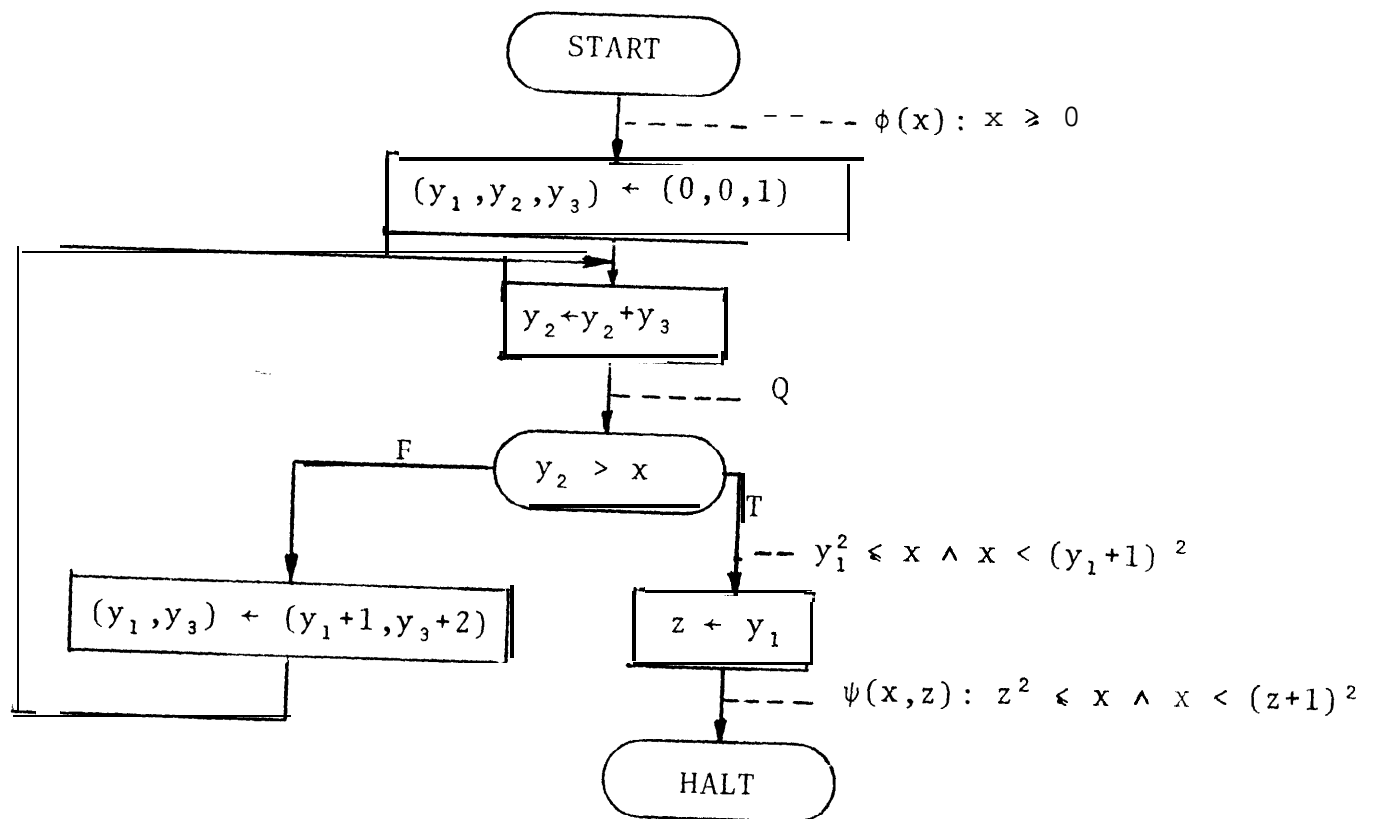 START
ϕ(x): x ≥ 0
(y₁,y₂,y₃) ← (0,0,1)
y₂←y₂+y₃
Q
F
y₂ > x
T
y₁² ≤ x ∧ x < (y₁+1)²
(y₁,y₃) ← (y₁+1,y₃+2)
z ← y₁
ψ(x,z): z² ≤ x ∧ x < (z+1)²
HALT